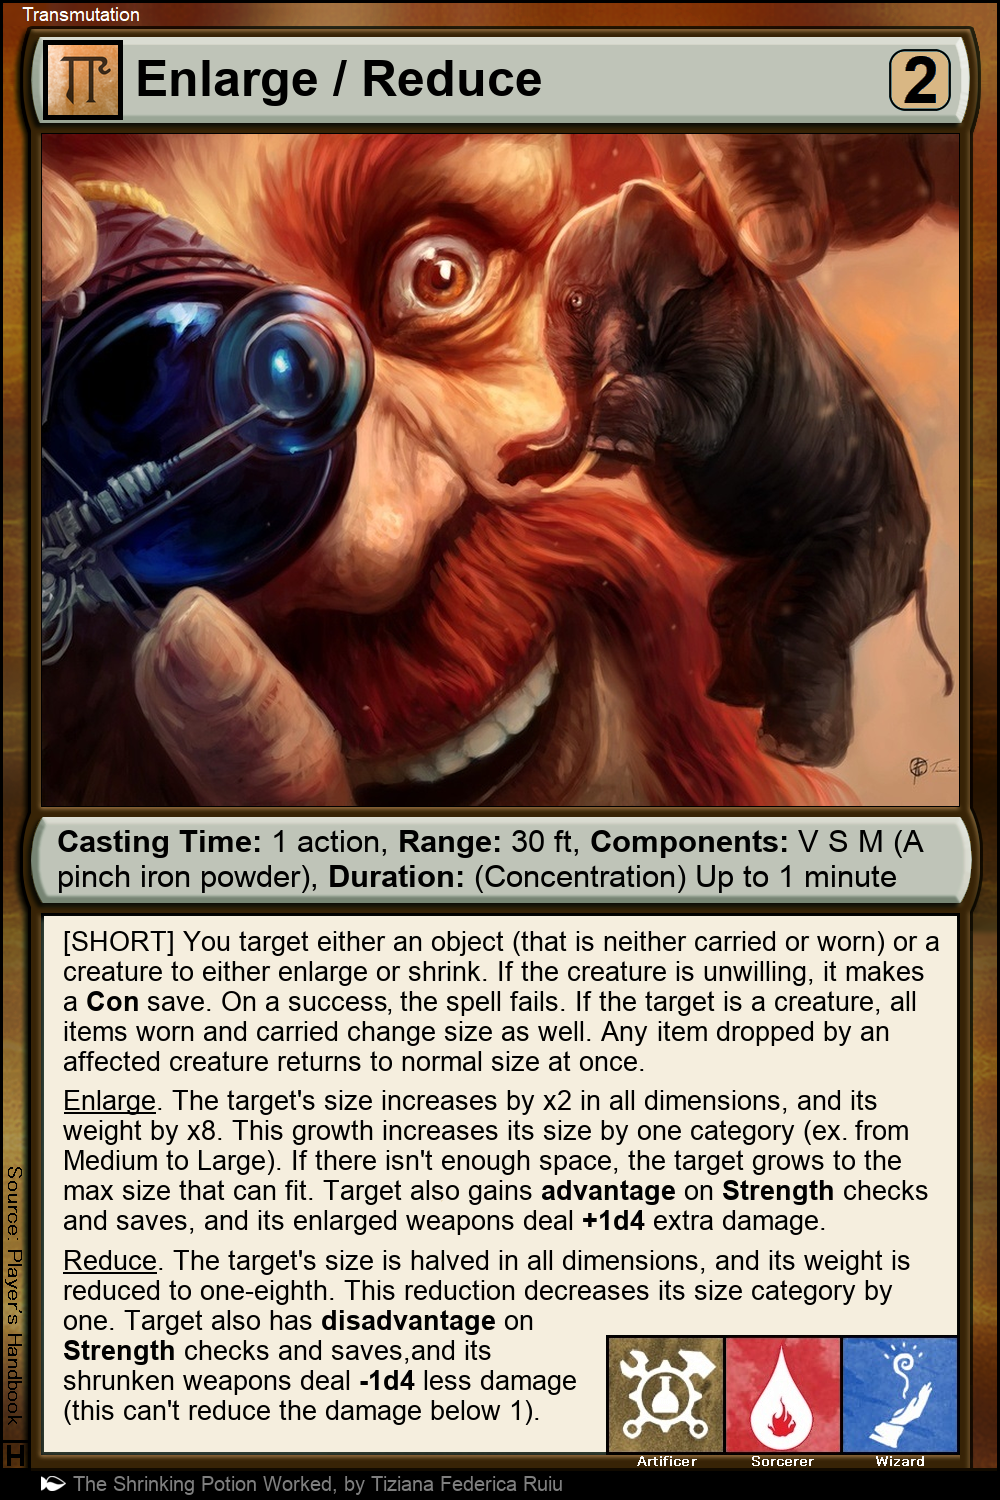 Transmutation
Enlarge / Reduce
2
Casting Time: 1 action, Range: 30 ft, Components: V S M (A
pinch iron powder), Duration: (Concentration) Up to 1 minute
[SHORT] You target either an object (that is neither carried or worn) or a
creature to either enlarge or shrink. If the creature is unwilling, it makes
a Con save. On a success, the spell fails. If the target is a creature, all
items worn and carried change size as well. Any item dropped by an
affected creature returns to normal size at once.
Enlarge. The target's size increases by x2 in all dimensions, and its
weight by x8. This growth increases its size by one category (ex. from
Medium to Large). If there isn't enough space, the target grows to the
max size that can fit. Target also gains advantage on Strength checks
and saves, and its enlarged weapons deal +1d4 extra damage.
Reduce. The target's size is halved in all dimensions, and its weight is
reduced to one-eighth. This reduction decreases its size category by
one. Target also has disadvantage on
Strength checks and saves,and its
shrunken weapons deal -1d4 less damage
(this can't reduce the damage below 1).
Artificer
Sorcerer
Wizard
Source: Player's Handbook
H
The Shrinking Potion Worked, by Tiziana Federica Ruiu